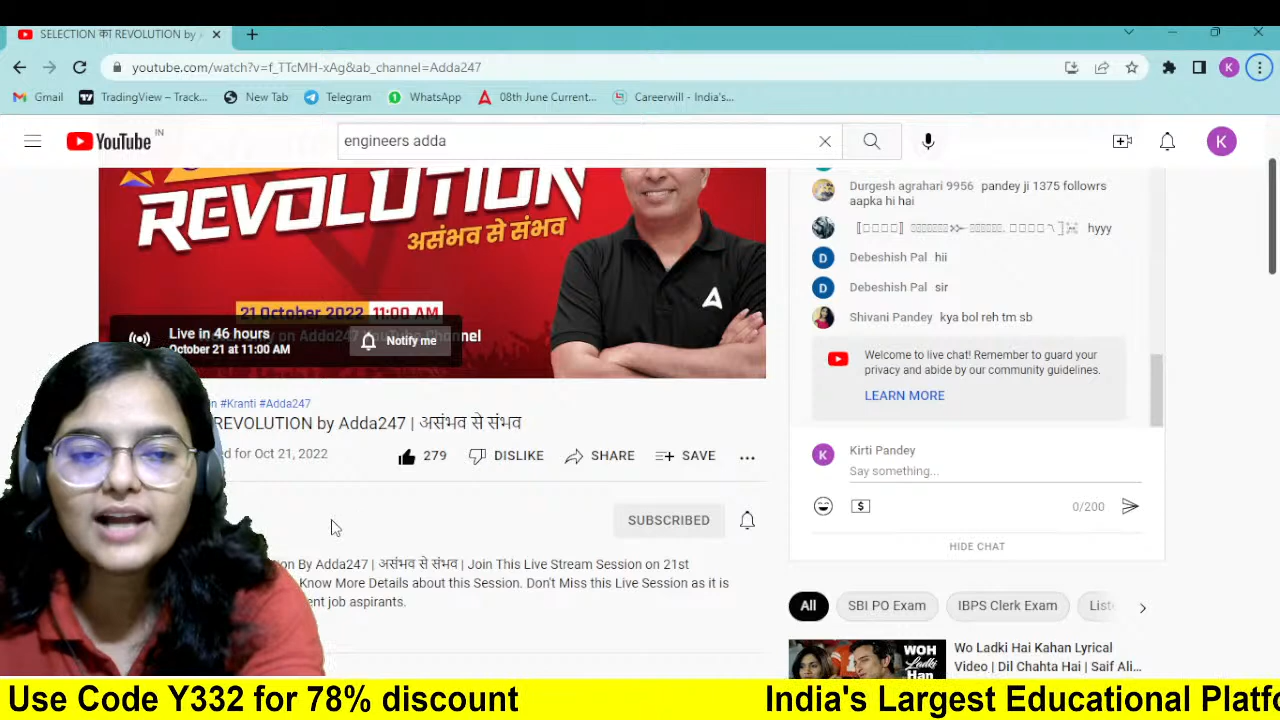 SELECTION का REVOLUTION by
youtube.com/watch?v=f_TTcMH-xAg&ab_channel=Adda247
K
Gmail
TradingView – Track...
New Tab
Telegram
WhatsApp
08th June Current...
Careerwill - India's...
YouTube IN
engineers adda
K
REVOLUTION
असंभव से संभव
21 October 2022 11:00 AM
Live in 46 hours
October 21 at 11:00 AM
Notify me
#Kranti #Adda247
REVOLUTION by Adda247 | असंभव से संभव
for Oct 21, 2022
279
DISLIKE
SHARE
SAVE
SUBSCRIBED
By Adda247 | असंभव से संभव | Join This Live Stream Session on 21st
Know More Details about this Session. Don't Miss this Live Session as it is
job aspirants.
Durgesh agrahari 9956 pandey ji 1375 followrs
aapka hi hai
hyyy
D Debeshish Pal hii
D Debeshish Pal sir
Shivani Pandey kya bol reh tm sb
Welcome to live chat! Remember to guard your
privacy and abide by our community guidelines.
LEARN MORE
K Kirti Pandey
Say something...
0/200
HIDE CHAT
All
SBI PO Exam
IPBS Clerk Exam
Wo Ladki Hai Kahan Lyrical
Video | Dil Chahta Hai | Saif Ali...
WOH
Ladki
Use Code Y332 for 78% discount
India's Largest Educational